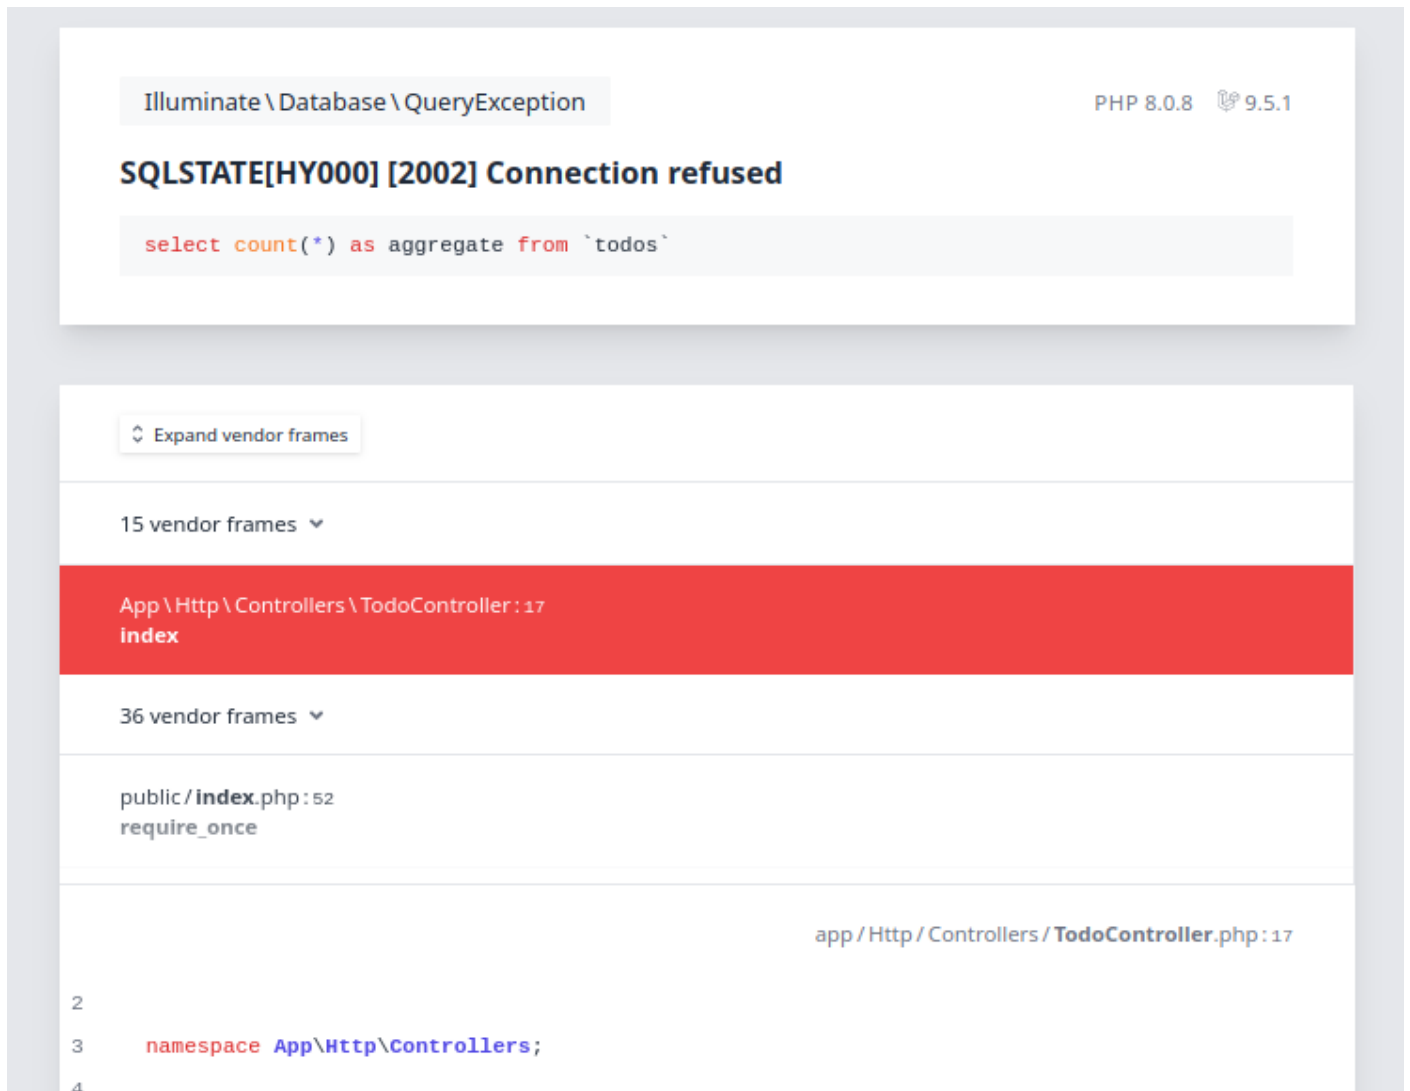 Illuminate\Database\QueryException
PHP 8.0.8 9.5.1
SQLSTATE[HY000] [2002] Connection refused
select count(*) as aggregate from `todos`
Expand vendor frames
15 vendor frames
App\Http\Controllers\TodoController:17
index
36 vendor frames
public/index.php:52
require_once
app/Http/Controllers/TodoController.php:17
2
3 namespace App\Http\Controllers;
4